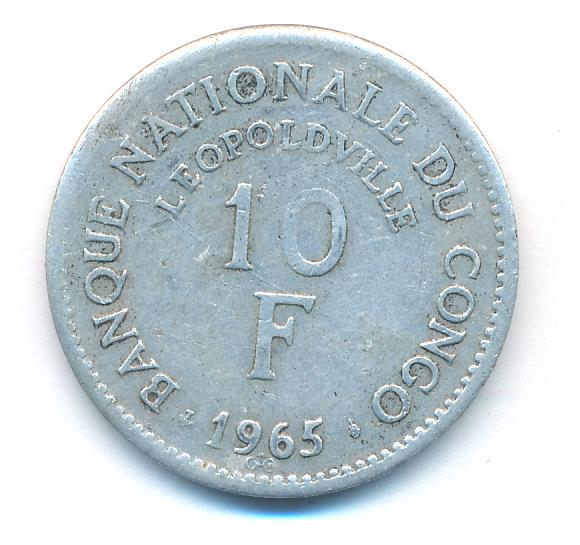 BANQUE NATIONALE DU CONGO
LEOPOLDVILLE
10
F
1965